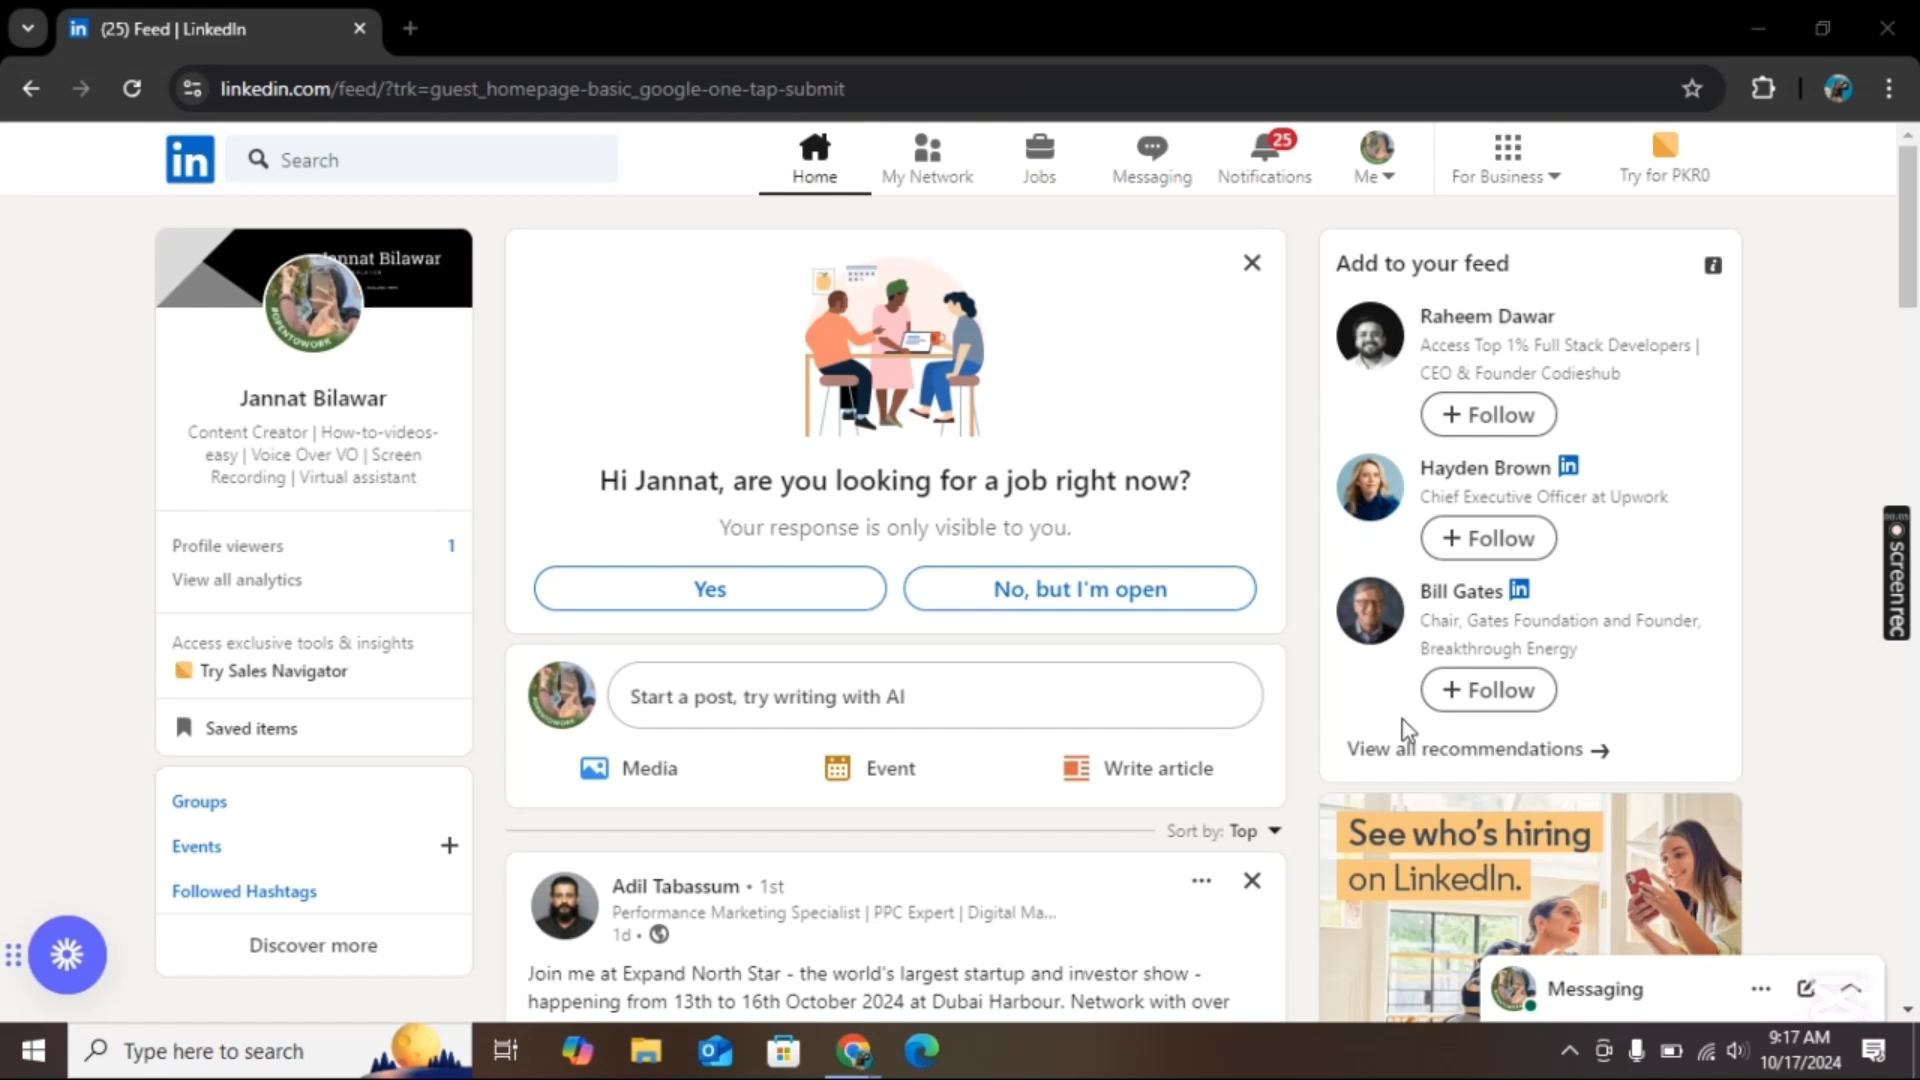 (25) Feed | LinkedIn
linkedin.com/feed/?trk=guest_homepage-basic_google-one-tap-submit
in
Search
Home
My Network
Jobs
Messaging
25
Notifications
Me
For Business
Try for PKR0
Jannat Bilawar
#OPENTOWORK
Jannat Bilawar
Content Creator | How-to-videos-
easy | Voice Over VO | Screen
Recording | Virtual assistant
Profile viewers 1
View all analytics
Access exclusive tools & insights
Try Sales Navigator
Saved items
Groups
Events
Followed Hashtags
Discover more
Hi Jannat, are you looking for a job right now?
Your response is only visible to you.
Yes
No, but I'm open
Start a post, try writing with AI
Media
Event
Write article
Sort by: Top
Adil Tabassum • 1st
Performance Marketing Specialist | PPC Expert | Digital Ma...
1d •
Join me at Expand North Star - the world's largest startup and investor show -
happening from 13th to 16th October 2024 at Dubai Harbour. Network with over
Add to your feed
Raheem Dawar
Access Top 1% Full Stack Developers |
CEO & Founder Codieshub
+ Follow
Hayden Brown in
Chief Executive Officer at Upwork
+ Follow
Bill Gates in
Chair, Gates Foundation and Founder,
Breakthrough Energy
+ Follow
View all recommendations →
See who's hiring
on LinkedIn.
Messaging
screenrec
Type here to search
9:17 AM
10/17/2024